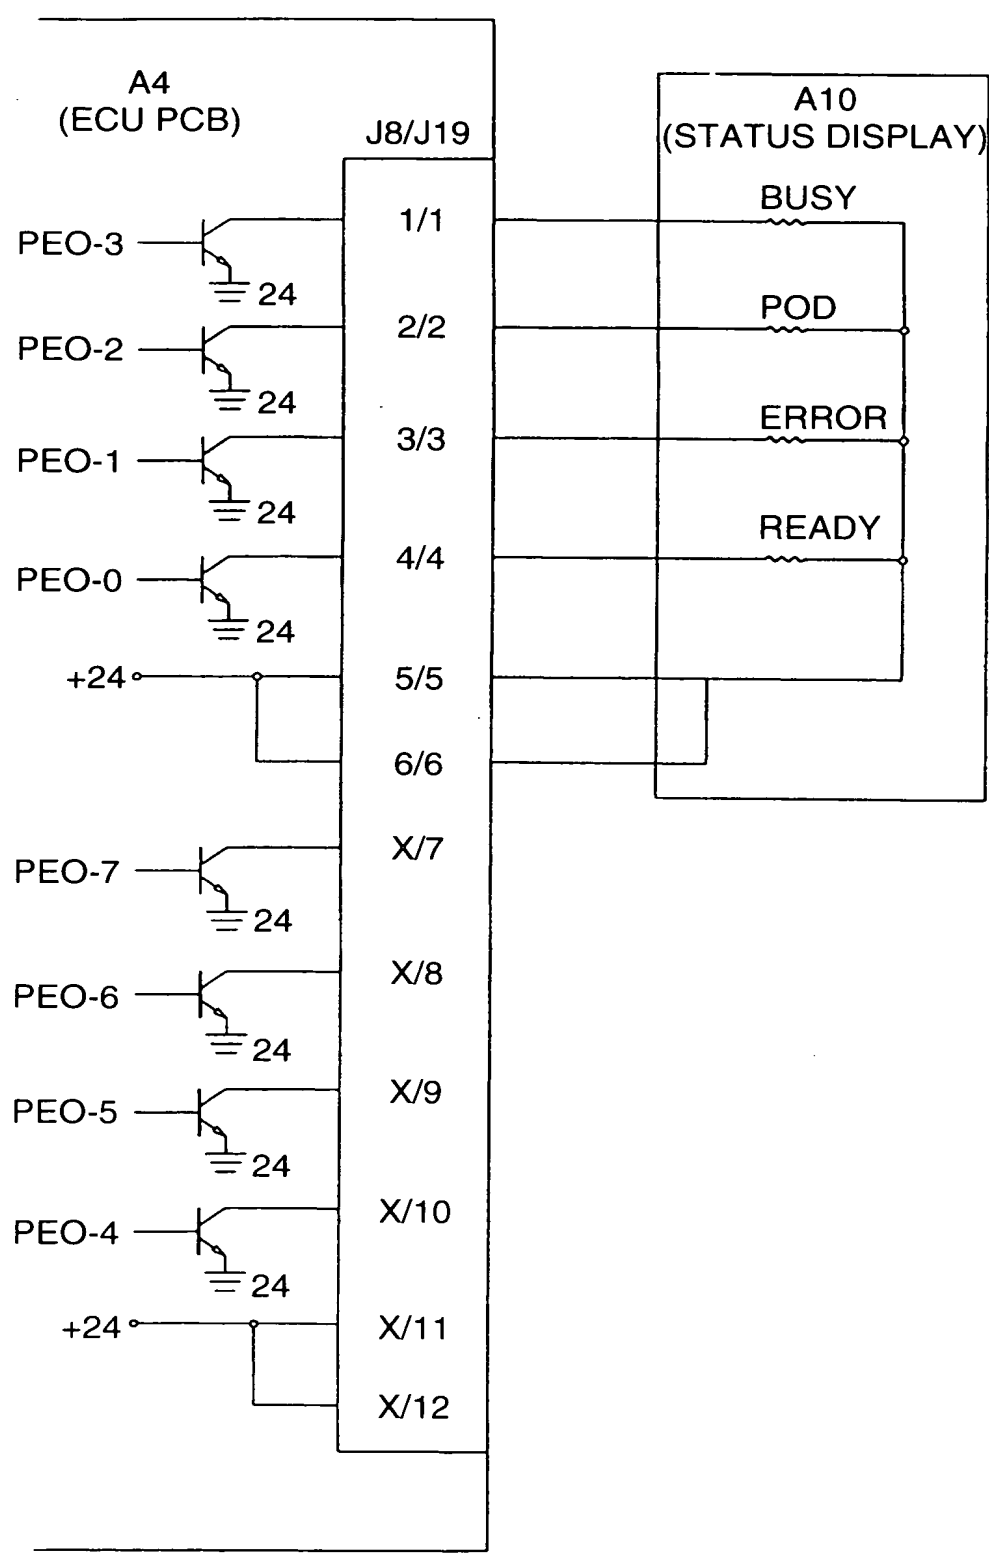 A4
(ECU PCB)
A10
(STATUS DISPLAY)
J8/J19
PEO-3
24
1/1
BUSY
PEO-2
24
2/2
POD
PEO-1
24
3/3
ERROR
PEO-0
24
4/4
READY
+24
5/5
6/6
PEO-7
24
X/7
PEO-6
24
X/8
PEO-5
24
X/9
PEO-4
24
X/10
+24
X/11
X/12